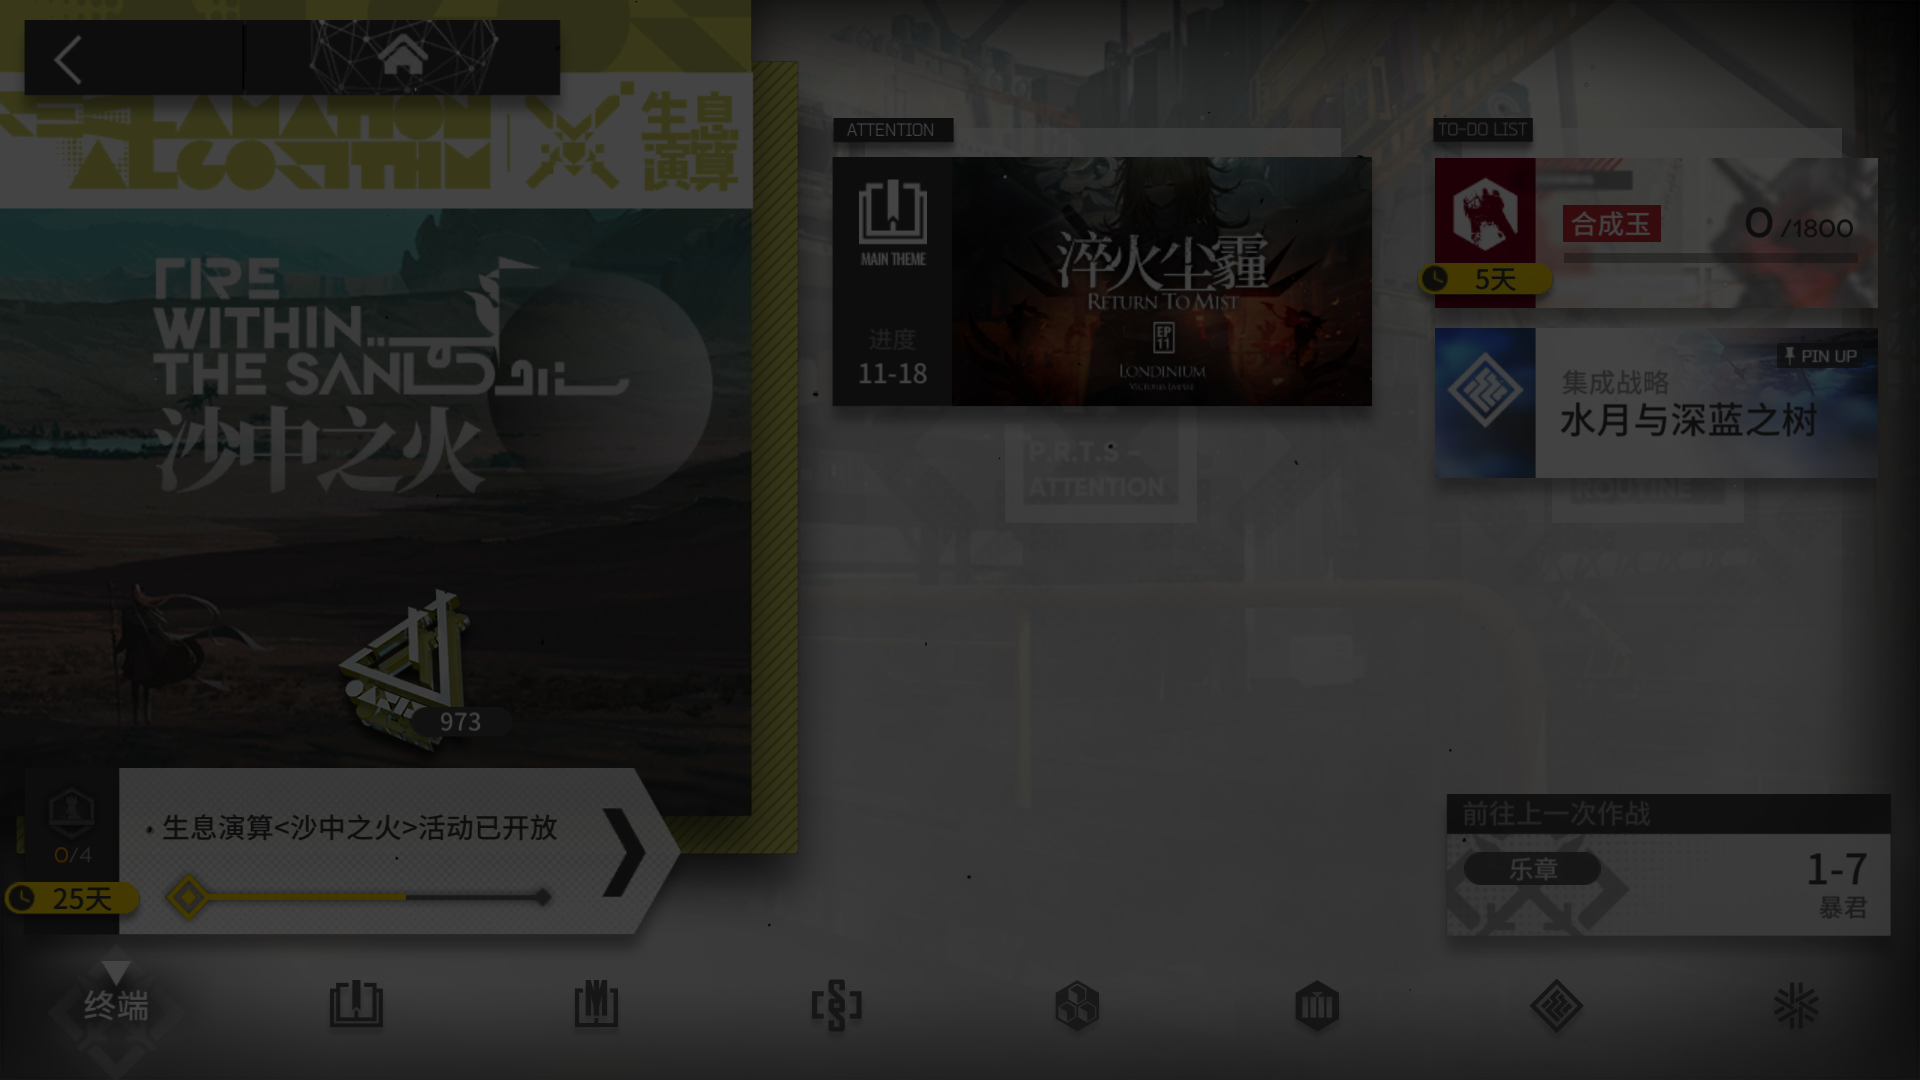 RECLAMATION
ALGORITHM
生息
演算
FIRE
WITHIN
THE SAND
沙中之火
973
生息演算<沙中之火>活动已开放
0/4
25天
ATTENTION
MAIN THEME
进度
11-18
淬火尘霾
RETURN TO MIST
EP
11
LONDINIUM
VICTORIA EMPIRE
P.R.T.S -
ATTENTION
TO-DO LIST
合成玉
0/1800
5天
PIN UP
集成战略
水月与深蓝之树
ROUTINE
前往上一次作战
乐章
1-7
暴君
终端